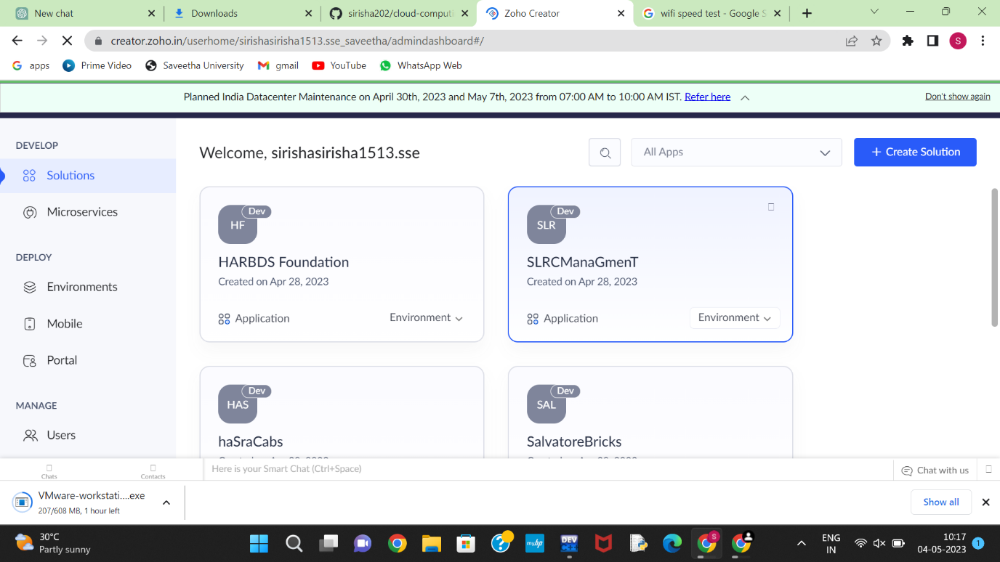 New chat
Downloads
sirisha202/cloud-computi
Zoho Creator
wifi speed test - Google S
creator.zoho.in/userhome/sirishasirisha1513.sse_saveetha/admindashboard#/
S
apps
Prime Video
Saveetha University
gmail
YouTube
WhatsApp Web
Planned India Datacenter Maintenance on April 30th, 2023 and May 7th, 2023 from 07:00 AM to 10:00 AM IST. Refer here
Don't show again
DEVELOP
Solutions
Microservices
DEPLOY
Environments
Mobile
Portal
MANAGE
Users
Welcome, sirishasirisha1513.sse
All Apps
+ Create Solution
Dev
HF
HARBDS Foundation
Created on Apr 28, 2023
Application
Environment
Dev
SLR
SLRCManaGmenT
Created on Apr 28, 2023
Application
Environment
Dev
HAS
haSraCabs
Dev
SAL
SalvatoreBricks
Chats
Contacts
Here is your Smart Chat (Ctrl+Space)
Chat with us
VMware-workstati....exe
207/608 MB, 1 hour left
Show all
30°C
Partly sunny
myhp
DEV
S
ENG
IN
10:17
04-05-2023
1